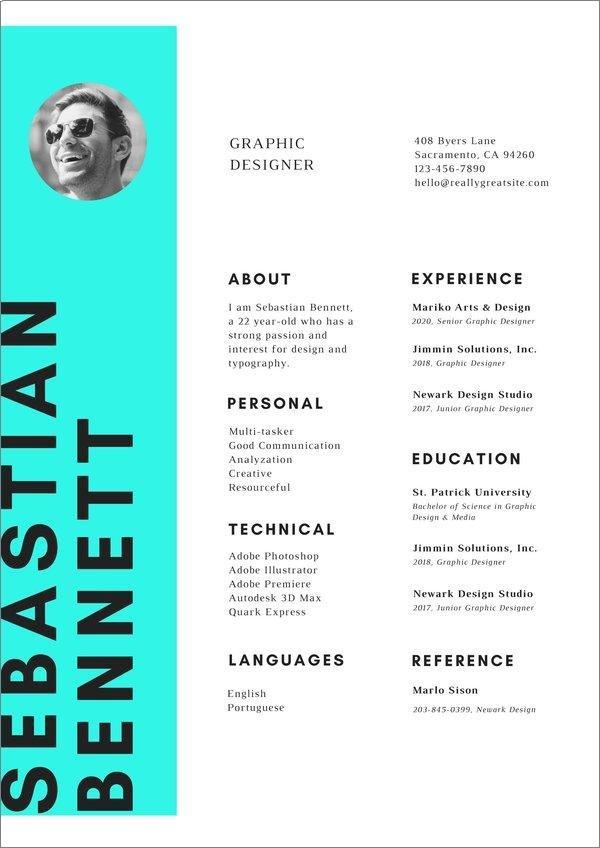 SEBASTIAN
BENNETT
GRAPHIC
DESIGNER
408 Byers Lane
Sacramento, CA 94260
123-456-7890
hello@reallygreatsite.com
ABOUT
I am Sebastian Bennett,
a 22 year-old who has a
strong passion and
interest for design and
typography.
PERSONAL
Multi-tasker
Good Communication
Analyzation
Creative
Resourceful
TECHNICAL
Adobe Photoshop
Adobe Illustrator
Adobe Premiere
Autodesk 3D Max
Quark Express
LANGUAGES
English
Portuguese
EXPERIENCE
Mariko Arts & Design
2020, Senior Graphic Designer
Jimmin Solutions, Inc.
2018, Graphic Designer
Newark Design Studio
2017, Junior Graphic Designer
EDUCATION
St. Patrick University
Bachelor of Science in Graphic
Design & Media
Jimmin Solutions, Inc.
2018, Graphic Designer
Newark Design Studio
2017, Junior Graphic Designer
REFERENCE
Marlo Sison
203-845-0399, Newark Design